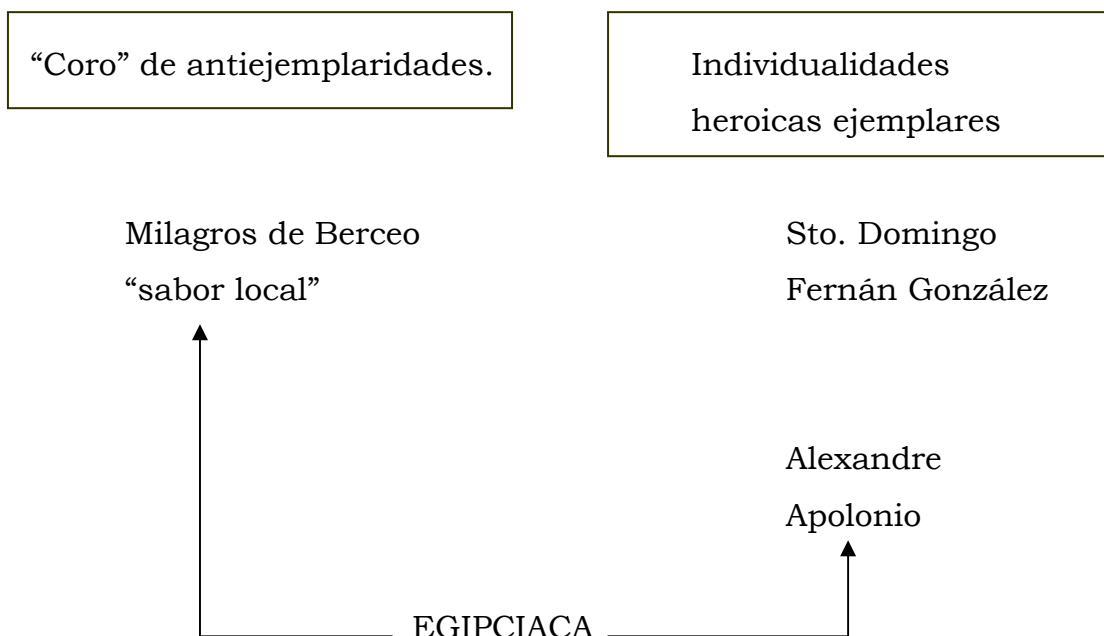 “Coro” de antiejemplaridades.
Individualidades
heroicas ejemplares
Milagros de Berceo
“sabor local”
Sto. Domingo
Fernán González
Alexandre
Apolonio
EGIPCIACA